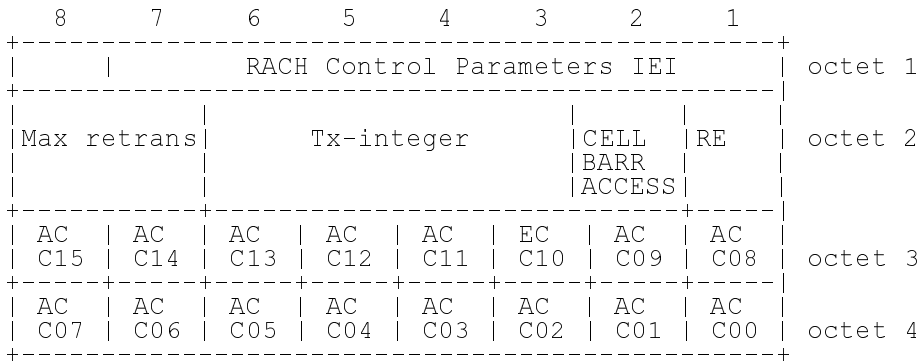 8 7 6 5 4 3 2 1
RACH Control Parameters IEI octet 1
Max retrans Tx-integer CELL RE octet 2
BARR
ACCESS
AC AC AC AC AC EC AC AC
C15 C14 C13 C12 C11 C10 C09 C08 octet 3
AC AC AC AC AC AC AC AC
C07 C06 C05 C04 C03 C02 C01 C00 octet 4